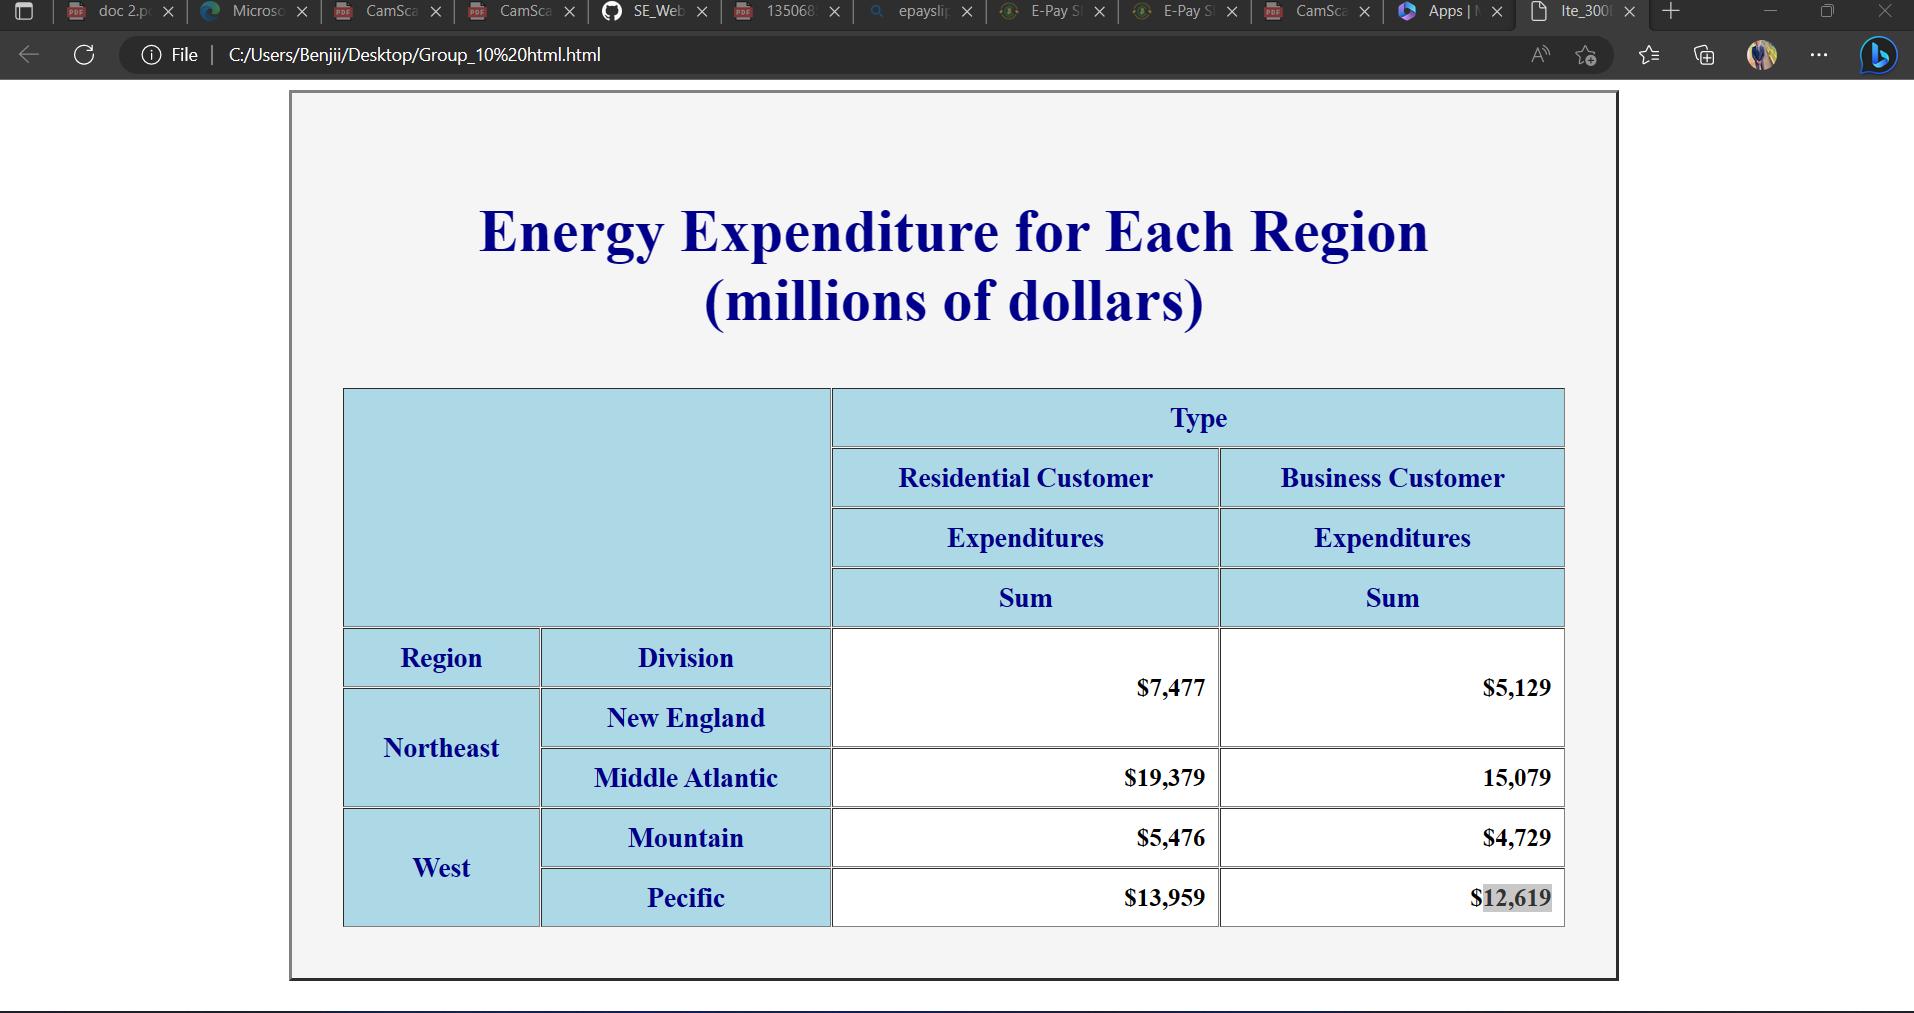 doc 2.p
Microso
CamSca
CamSca
SE_Web
13506
epayslip
E-Pay S
E-Pay S
CamSca
Apps |
Ite_300
File
C:/Users/Benjii/Desktop/Group_10%20html.html
Energy Expenditure for Each Region
(millions of dollars)
Type
Residential Customer Business Customer
Expenditures Expenditures
Sum Sum
Region Division
$7,477 $5,129
New England
Northeast
Middle Atlantic $19,379 15,079
Mountain $5,476 $4,729
West
Pecific $13,959 $12,619